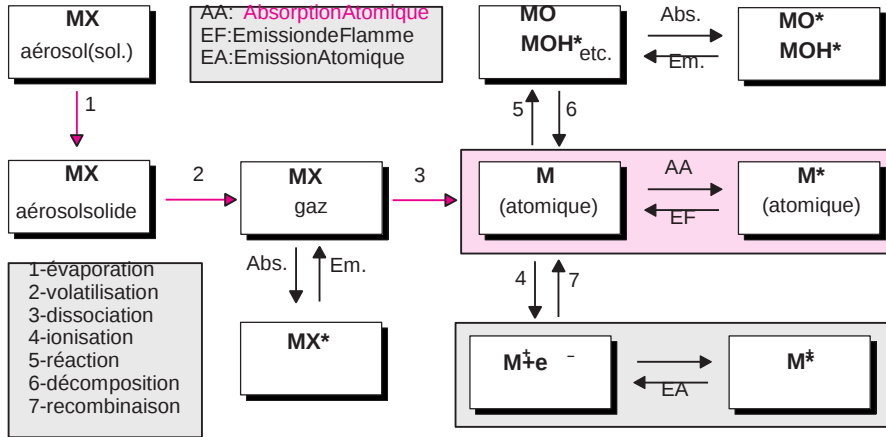 MX
aérosol(sol.)
AA: AbsorptionAtomique
EF:EmissiondeFlamme
EA:EmissionAtomique
MO
MOH* etc.
Abs.
Em.
MO*
MOH*
1
5
6
MX
aérosolsolide
2
MX
gaz
3
M
(atomique)
AA
EF
M*
(atomique)
1-évaporation
2-volatilisation
3-dissociation
4-ionisation
5-réaction
6-décomposition
7-recombinaison
Abs.
Em.
4
7
MX*
M⁺+e ⁻
EA
M⁺*